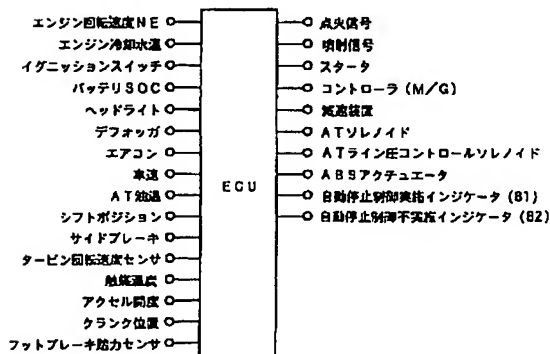 エンジン回転速度NE
エンジン冷却水温
イグニッションスイッチ
バッテリSOC
ヘッドライト
デフォッガ
エアコン
車速
AT油温
シフトポジション
サイドブレーキ
タービン回転速度センサ
触媒温度
アクセル開度
クランク位置
フットブレーキ踏力センサ
ECU
点火信号
噴射信号
スタータ
コントローラ (M/G)
減速装置
ATソレノイド
ATライン圧コントロールソレノイド
ABSアクチュエータ
自動停止制御実施インジケータ (81)
自動停止制御不実施インジケータ (82)